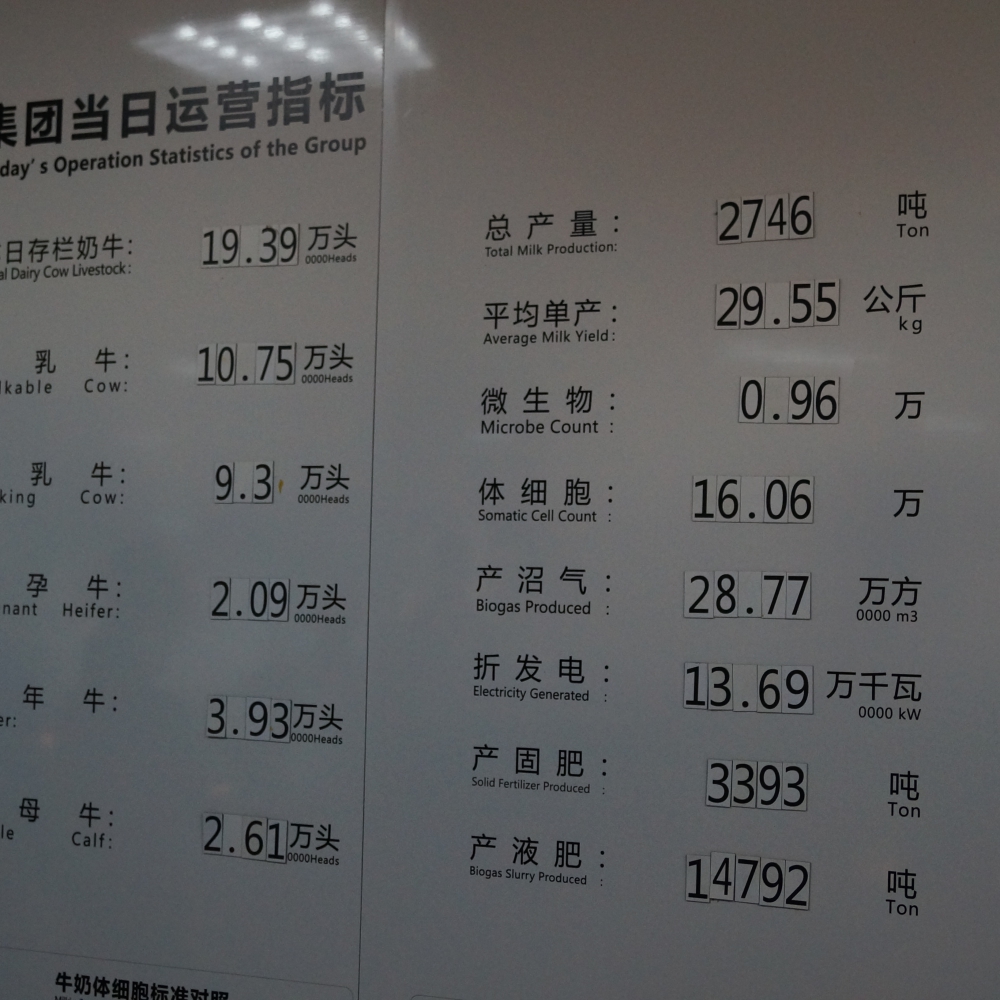 集团当日运营指标
day's Operation Statistics of the Group
日存栏奶牛: 19.39 万头
al Dairy Cow Livestock: 0000Heads
乳 牛: 10.75 万头
lkable Cow: 0000Heads
乳 牛: 9.3 万头
king Cow: 0000Heads
孕 牛: 2.09 万头
nant Heifer: 0000Heads
年 牛: 3.93 万头
er: 0000Heads
母 牛: 2.61 万头
le Calf: 0000Heads
牛奶体细胞标准对照
总产量: 2746 吨
Total Milk Production: Ton
平均单产: 29.55 公斤
Average Milk Yield: kg
微生物: 0.96 万
Microbe Count :
体细胞: 16.06 万
Somatic Cell Count :
产沼气: 28.77 万方
Biogas Produced : 0000 m3
折发电: 13.69 万千瓦
Electricity Generated : 0000 kW
产固肥: 3393 吨
Solid Fertilizer Produced : Ton
产液肥: 14792 吨
Biogas Slurry Produced : Ton